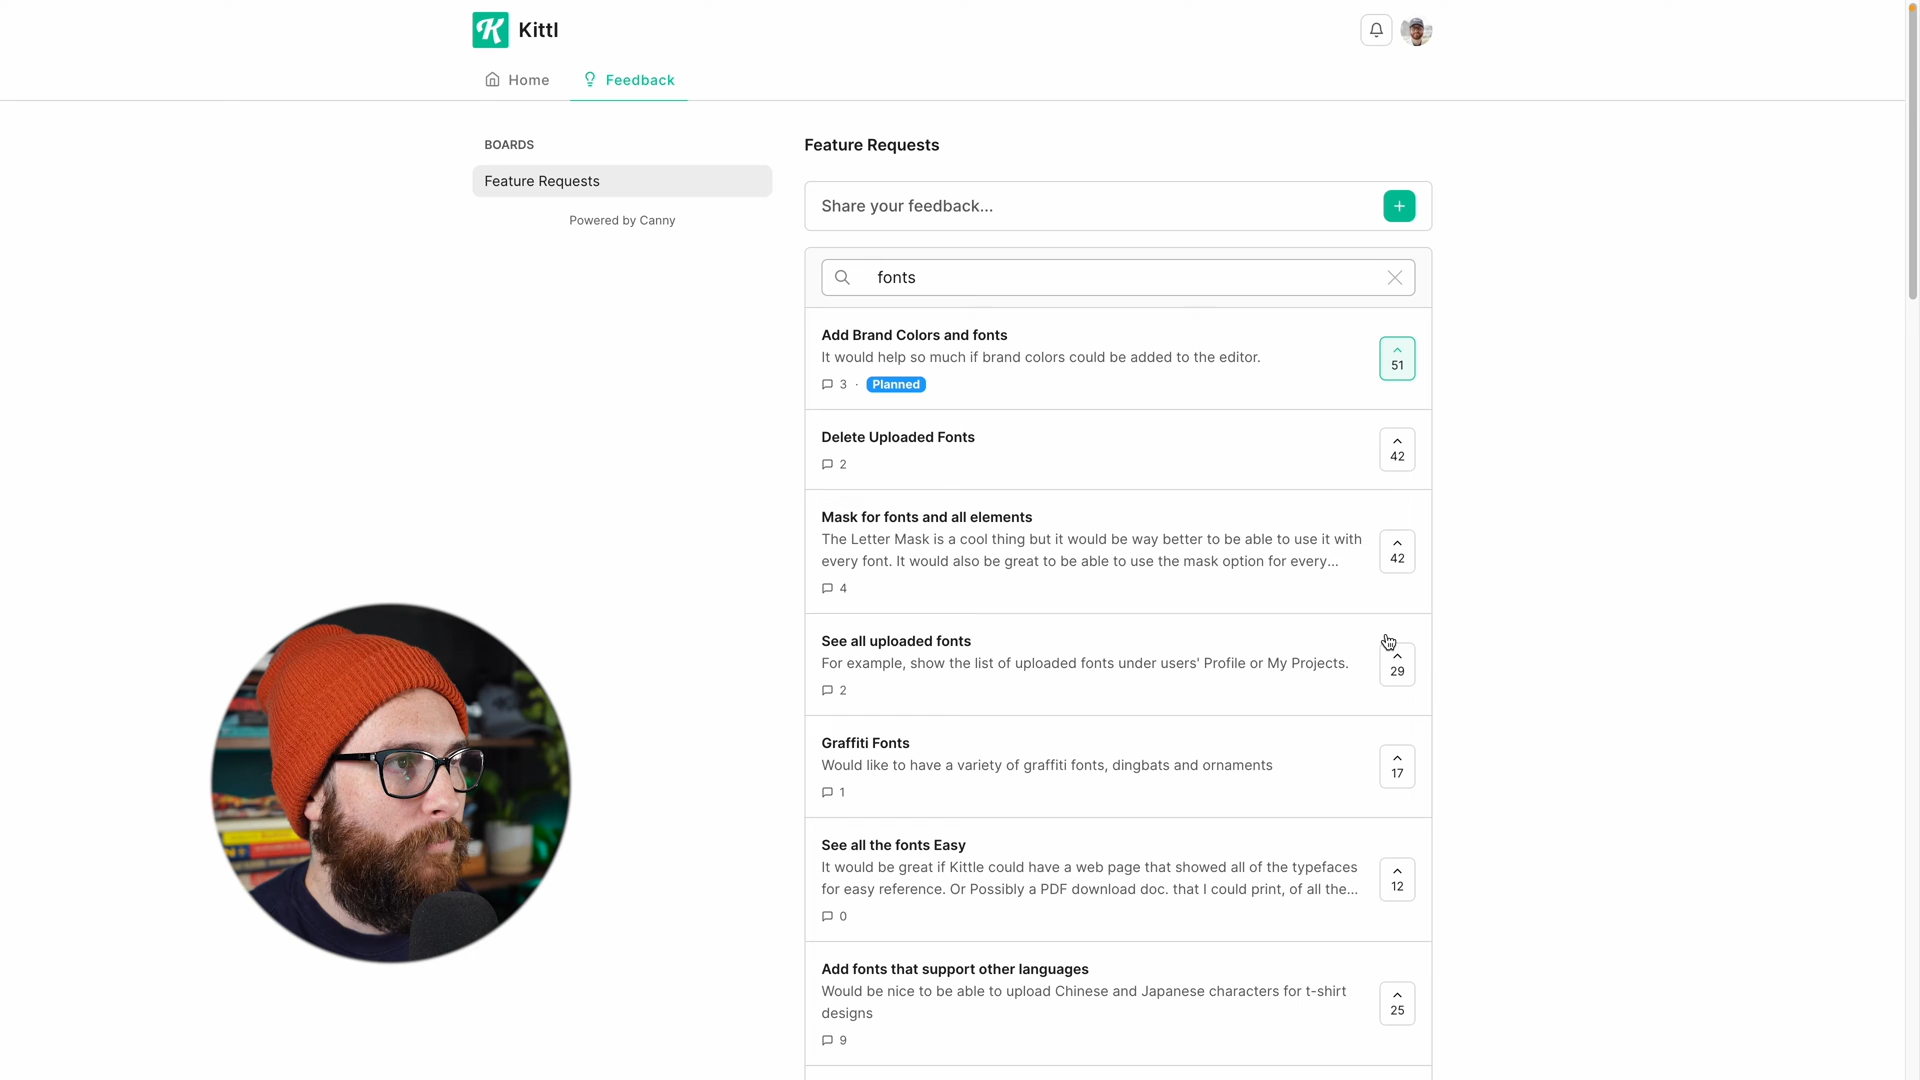 K Kittl
Home Feedback
BOARDS
Feature Requests
Powered by Canny
Feature Requests
Share your feedback...
fonts
Add Brand Colors and fonts
It would help so much if brand colors could be added to the editor.
3 · Planned
51
Delete Uploaded Fonts
2
42
Mask for fonts and all elements
The Letter Mask is a cool thing but it would be way better to be able to use it with
every font. It would also be great to be able to use the mask option for every...
4
42
See all uploaded fonts
For example, show the list of uploaded fonts under users' Profile or My Projects.
2
29
Graffiti Fonts
Would like to have a variety of graffiti fonts, dingbats and ornaments
1
17
See all the fonts Easy
It would be great if Kittle could have a web page that showed all of the typefaces
for easy reference. Or Possibly a PDF download doc. that I could print, of all the...
0
12
Add fonts that support other languages
Would be nice to be able to upload Chinese and Japanese characters for t-shirt
designs
9
25